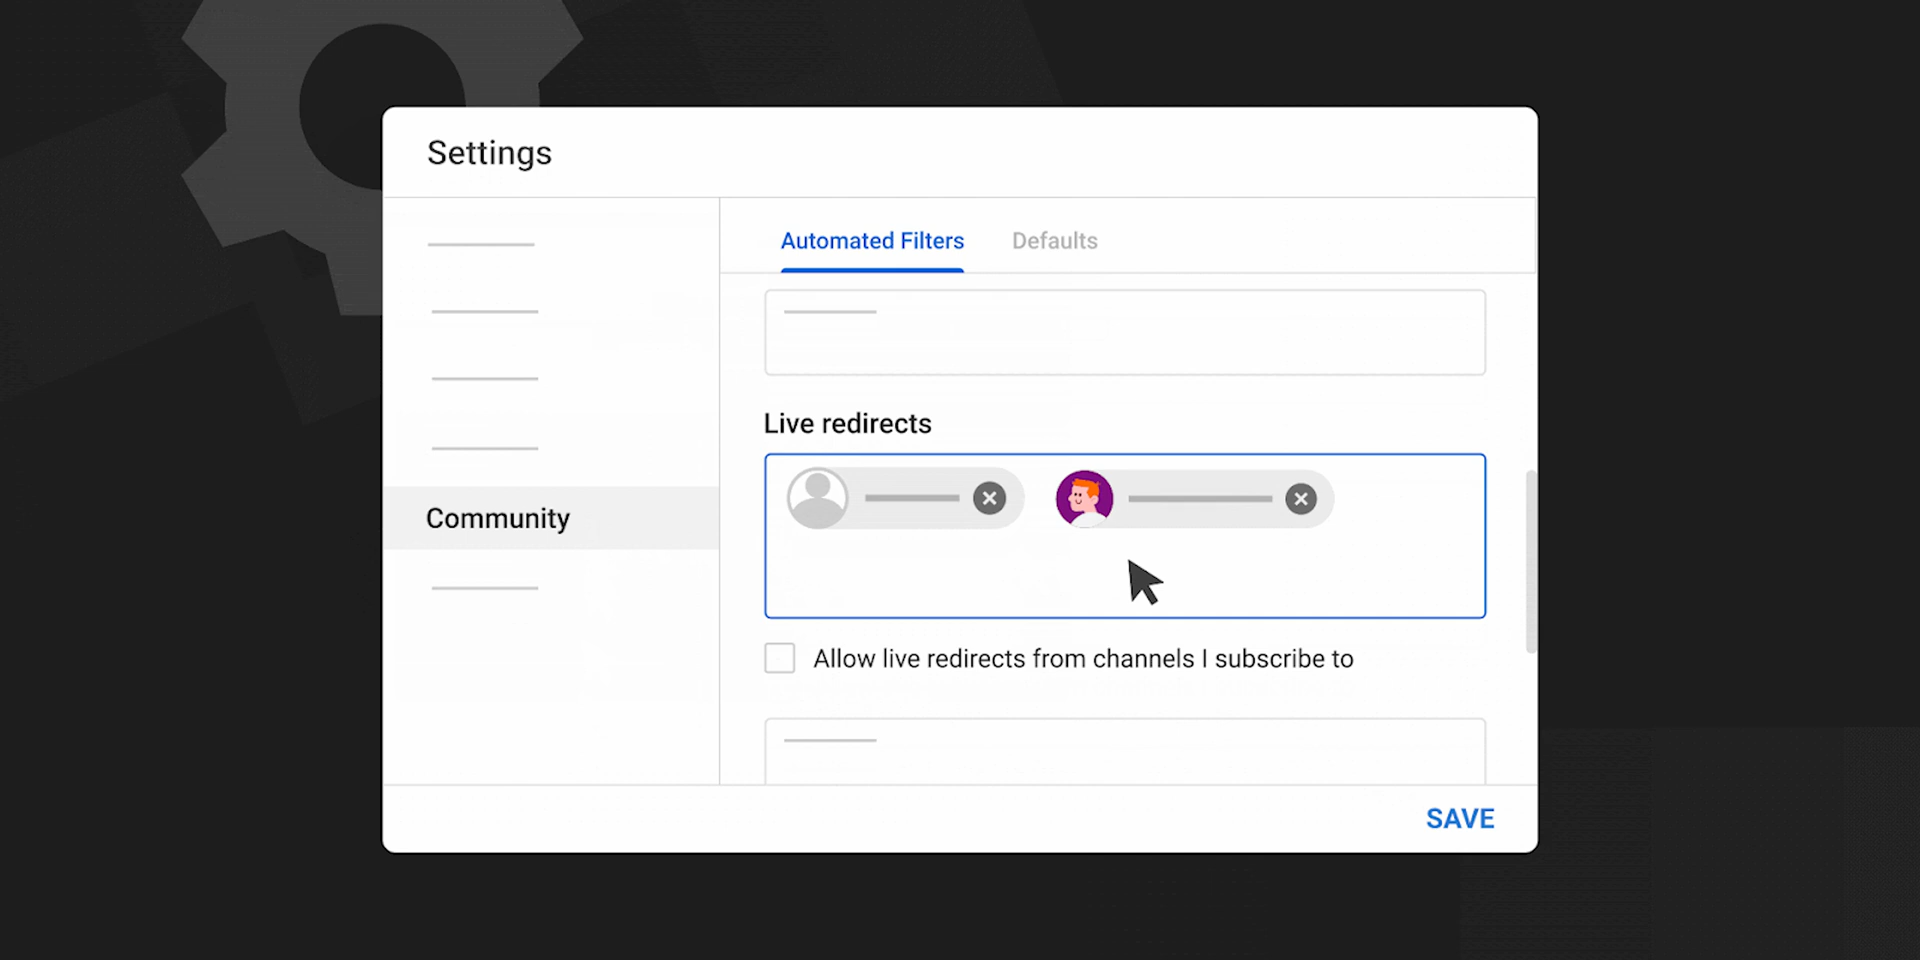 Settings
Automated Filters Defaults
Live redirects
Community
Allow live redirects from channels I subscribe to
SAVE